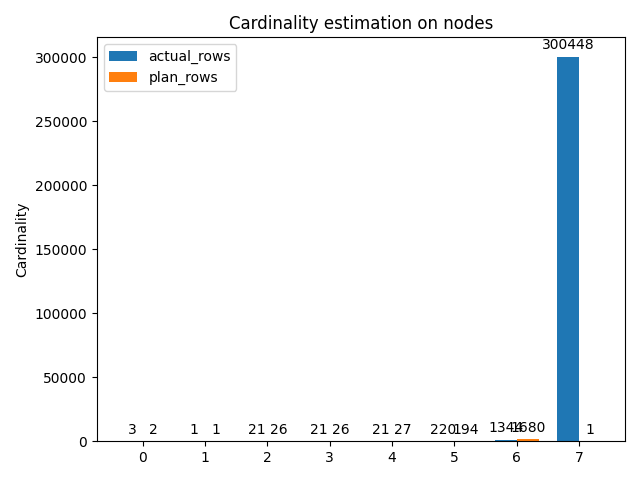 Cardinality estimation on nodes
300448
actual_rows
plan_rows
300000
250000
200000
150000
100000
50000
0
Cardinality
3 2 1 1 21 26 21 26 21 27 220 194 1344 1680 1
0 1 2 3 4 5 6 7